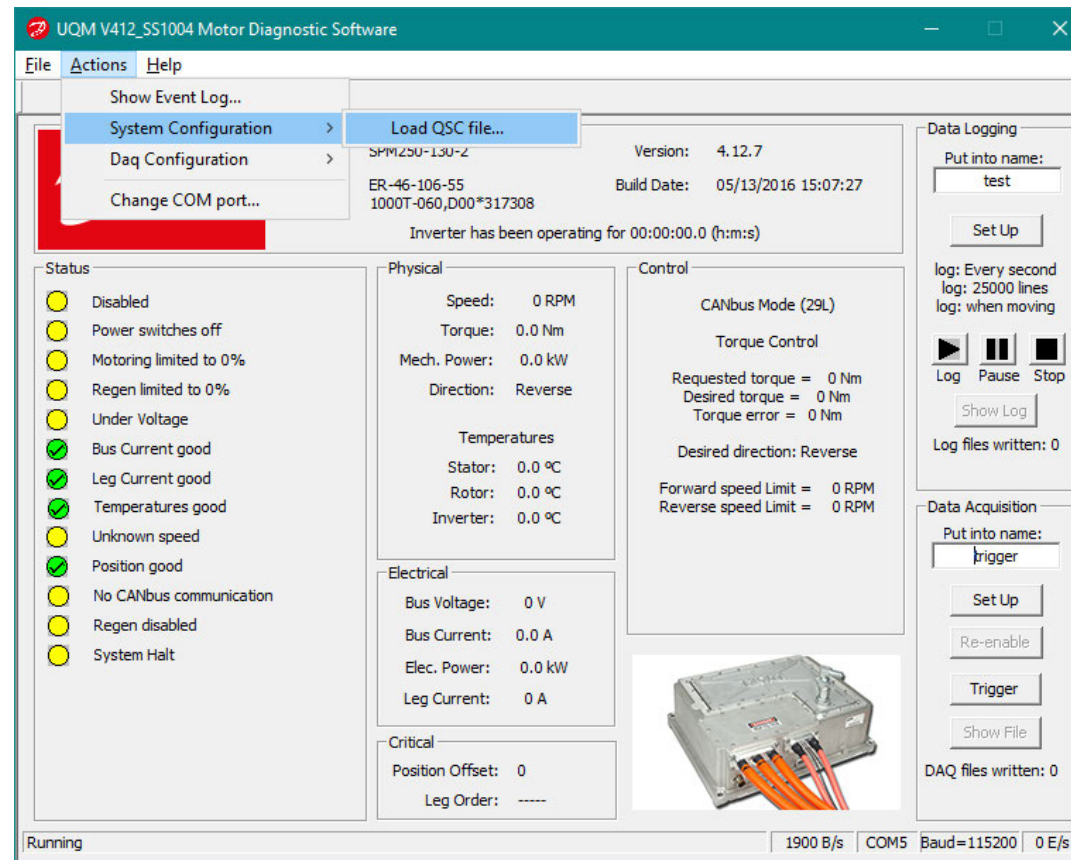 UQM V412_SS1004 Motor Diagnostic Software
File Actions Help
Show Event Log...
System Configuration
Load QSC file...
Daq Configuration
Change COM port...
SPM250-130-2
Version: 4.12.7
ER-46-106-55
Build Date: 05/13/2016 15:07:27
1000T-060,D00*317308
Inverter has been operating for 00:00:00.0 (h:m:s)
Status
Disabled
Power switches off
Motoring limited to 0%
Regen limited to 0%
Under Voltage
Bus Current good
Leg Current good
Temperatures good
Unknown speed
Position good
No CANbus communication
Regen disabled
System Halt
Physical
Speed: 0 RPM
Torque: 0.0 Nm
Mech. Power: 0.0 kW
Direction: Reverse
Temperatures
Stator: 0.0 ºC
Rotor: 0.0 ºC
Inverter: 0.0 ºC
Electrical
Bus Voltage: 0 V
Bus Current: 0.0 A
Elec. Power: 0.0 kW
Leg Current: 0 A
Critical
Position Offset: 0
Leg Order: -----
Control
CANbus Mode (29L)
Torque Control
Requested torque = 0 Nm
Desired torque = 0 Nm
Torque error = 0 Nm
Desired direction: Reverse
Forward speed Limit = 0 RPM
Reverse speed Limit = 0 RPM
Data Logging
Put into name:
test
Set Up
log: Every second
log: 25000 lines
log: when moving
Log Pause Stop
Show Log
Log files written: 0
Data Acquisition
Put into name:
trigger
Set Up
Re-enable
Trigger
Show File
DAQ files written: 0
Running 1900 B/s COM5 Baud=115200 0 E/s